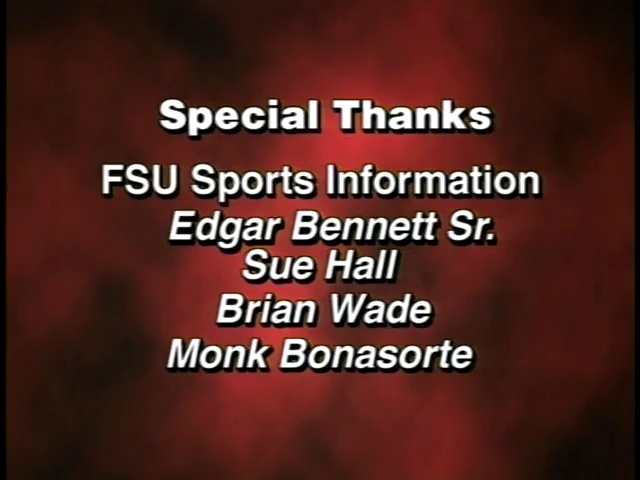 Special Thanks
FSU Sports Information
Edgar Bennett Sr.
Sue Hall
Brian Wade
Monk Bonasorte